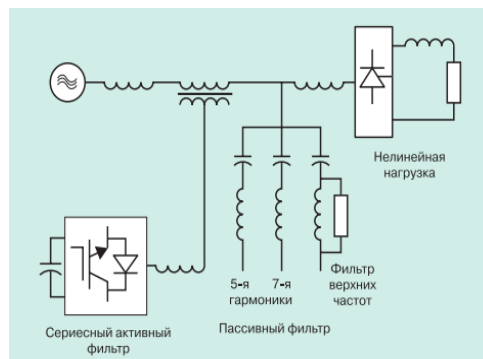 Нелинейная
нагрузка
5-я 7-я
гармоники
Фильтр
верхних
частот
Пассивный фильтр
Сериесный активный
фильтр